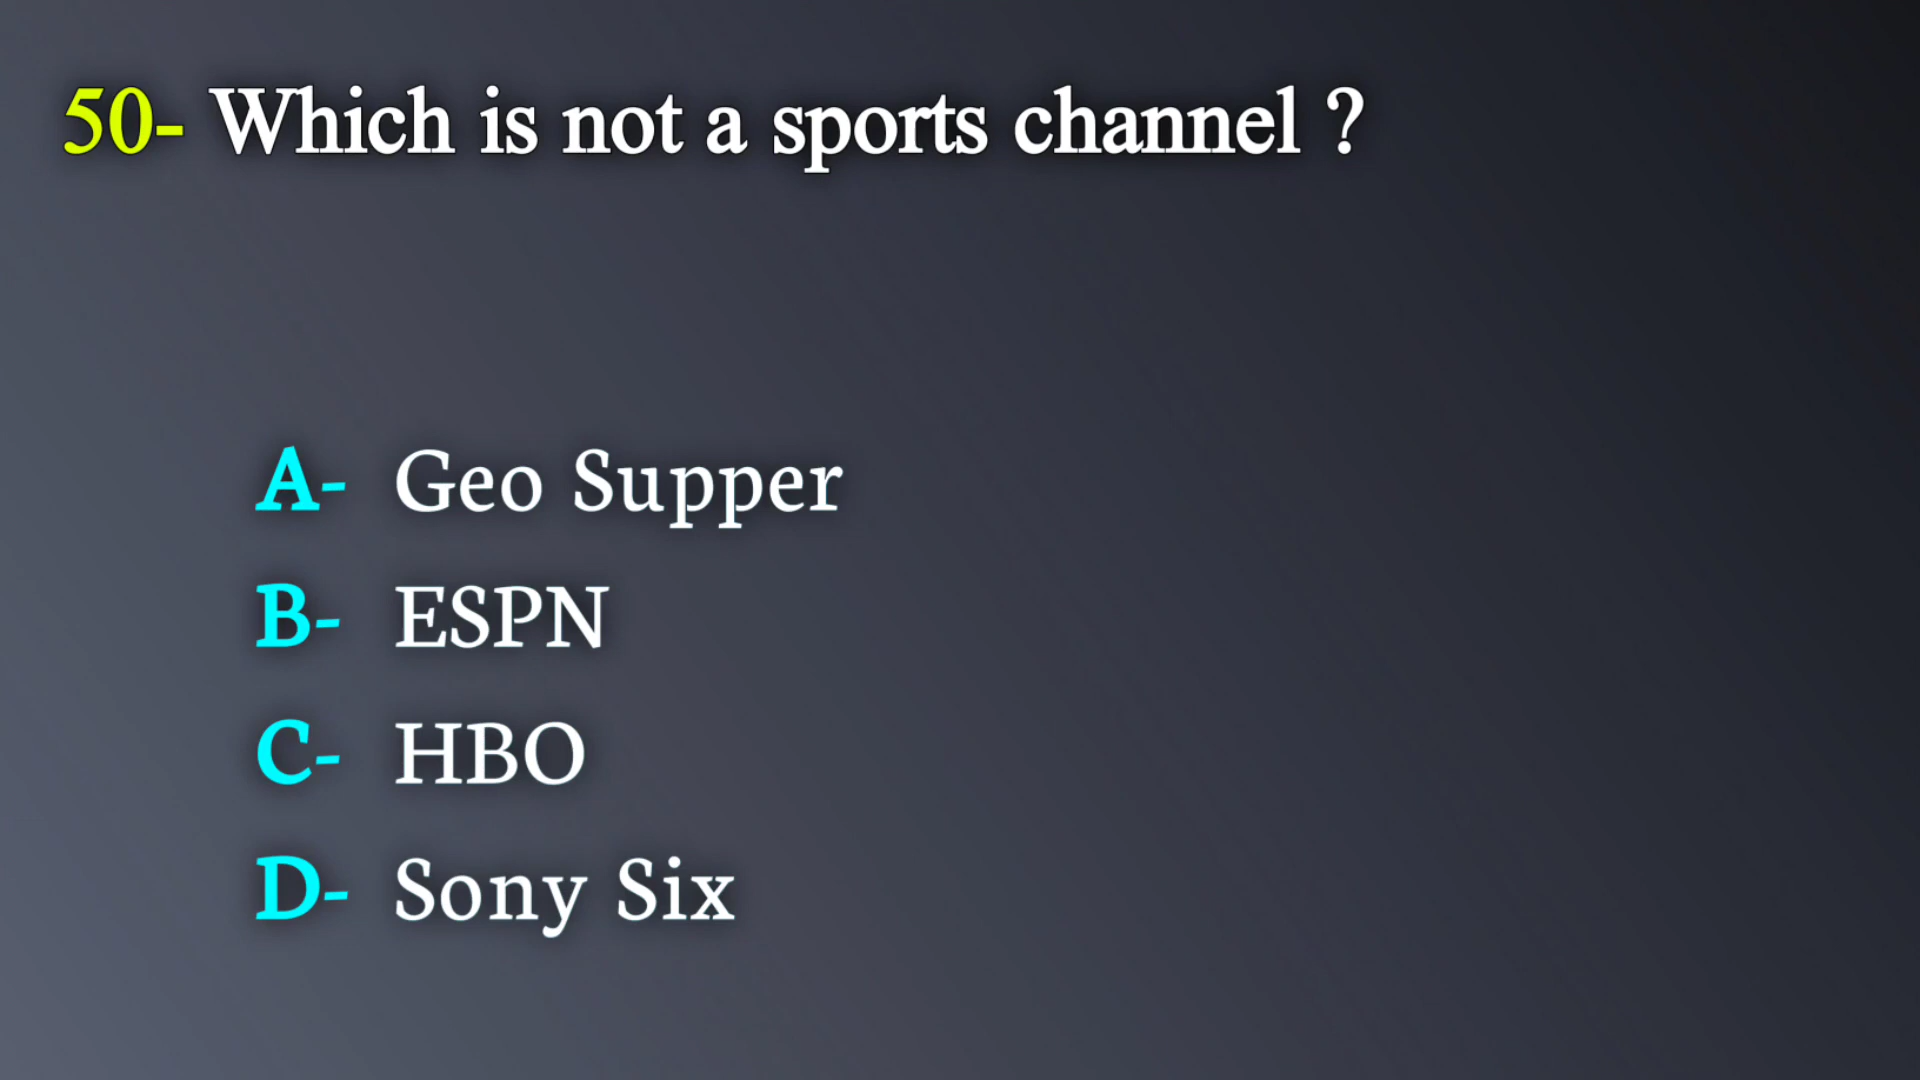 50- Which is not a sports channel ?
A- Geo Supper
B- ESPN
C- HBO
D- Sony Six